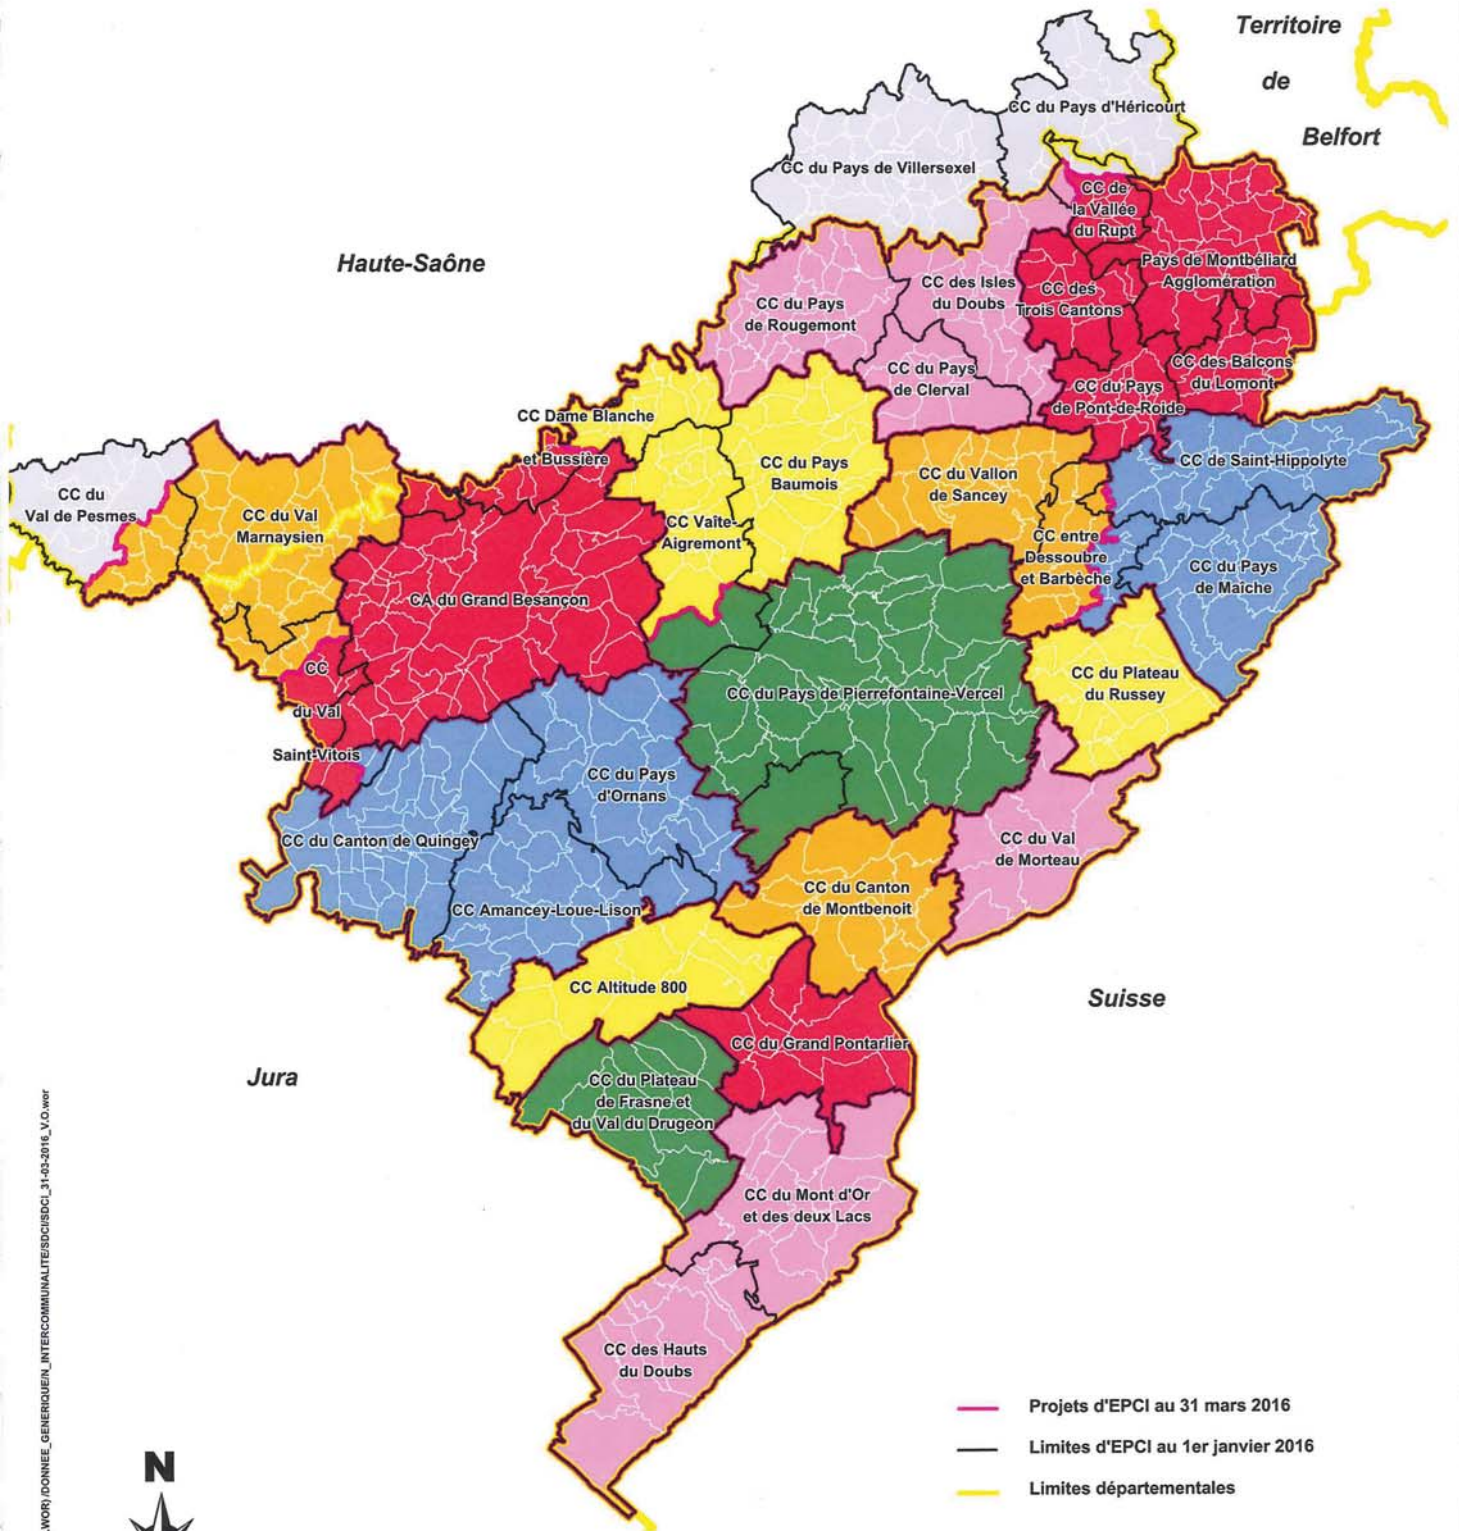 Territoire
de
Belfort
CC du Pays d'Héricourt
CC du Pays de Villersexel
CC de
la Vallée
du Rupt
Haute-Saône
Pays de Montbéliard
Agglomération
CC des Isles
du Doubs
CC des
Trois Cantons
CC du Pays
de Rougemont
CC du Pays
de Clerval
CC des Balcons
du Lomont
CC du Pays
de Pont-de-Roide
CC Dame Blanche
et Bussière
CC du Pays
Baumois
CC du Vallon
de Sancey
CC de Saint-Hippolyte
CC du
Val de Pesmes
CC du Val
Marnaysien
CC Vaîte-
Aigremont
CC entre
Dessoubre
et Barbèche
CC du Pays
de Maîche
CA du Grand Besançon
CC
du Val
Saint-Vitois
CC du Plateau
du Russey
CC du Pays de Pierrefontaine-Vercel
CC du Pays
d'Ornans
CC du Canton de Quingey
CC du Val
de Morteau
CC du Canton
de Montbenoit
CC Amancey-Loue-Lison
CC Altitude 800
Suisse
CC du Grand Pontarlier
Jura
CC du Plateau
de Frasne et
du Val du Drugeon
CC du Mont d'Or
et des deux Lacs
CC des Hauts
du Doubs
Projets d'EPCI au 31 mars 2016
Limites d'EPCI au 1er janvier 2016
Limites départementales
N
.WOR) /DONNEE_GENERIQUE/N_INTERCOMMUNALITE/SDCI/SDCI_31-03-2016_V.O.wor